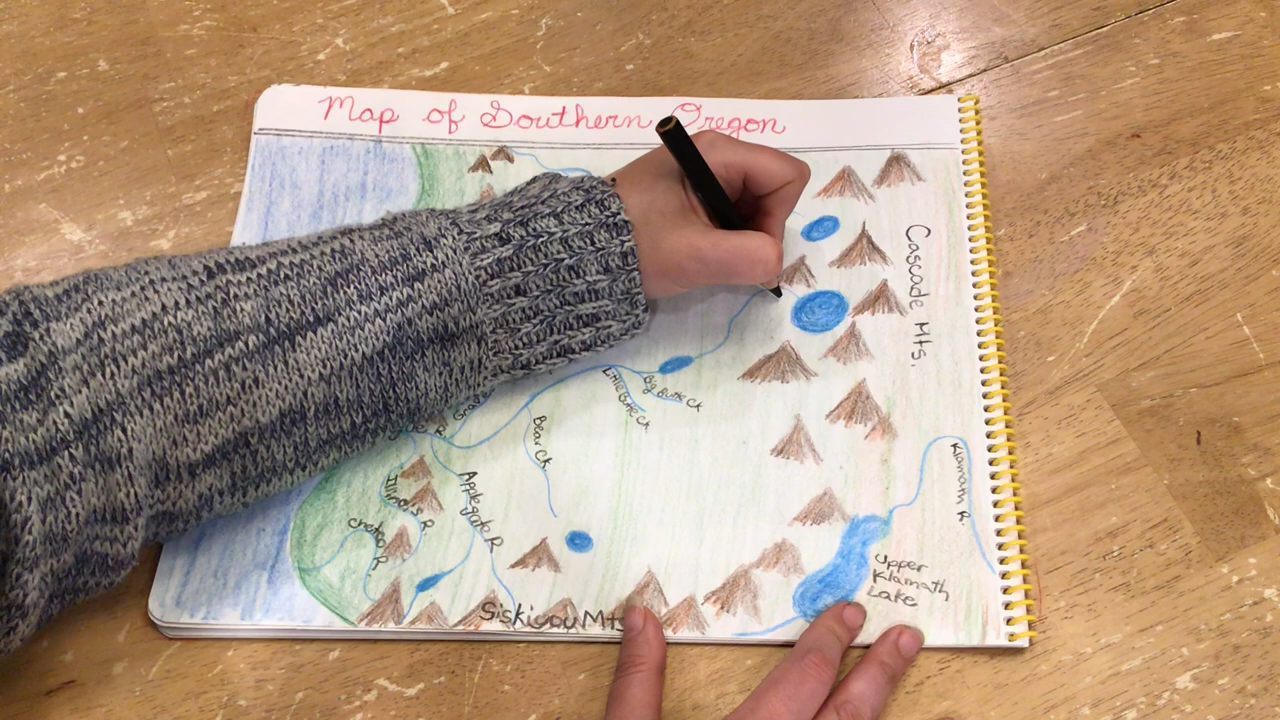 Map of Southern Oregon
Cascade Mts.
Big Butte Ck
Little Butte Ck.
Bear Ck
Klamath R.
Illinois R.
Applegate R
Chetco R.
Upper
Klamath
Lake
Siskiyou Mts